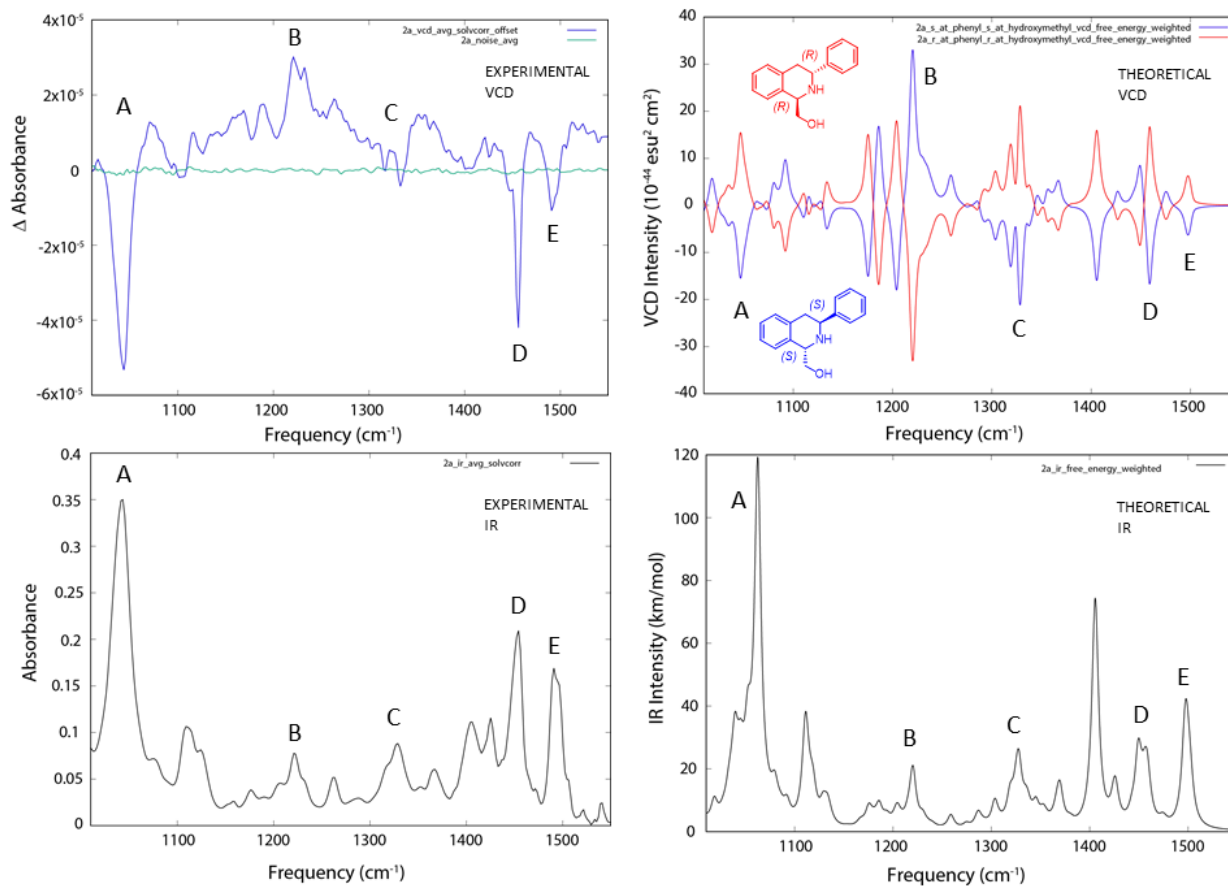 4x10-5
2x10-5
0
-2x10-5
-4x10-5
-6x10-5
Δ Absorbance
2a_vcd_avg_solvcorr_offset
2a_noise_avg
EXPERIMENTAL
VCD
A
B
C
D
E
1100
1200
1300
1400
1500
Frequency (cm-1)
40
30
20
10
0
-10
-20
-30
-40
VCD Intensity (10-44 esu2 cm2)
2a_s_at_phenyl_s_at_hydroxymethyl_vcd_free_energy_weighted
2a_r_at_phenyl_r_at_hydroxymethyl_vcd_free_energy_weighted
THEORETICAL
VCD
(R)
NH
(R)
OH
(S)
NH
(S)
OH
A
B
C
D
E
1100
1200
1300
1400
1500
Frequency (cm-1)
0.4
0.35
0.3
0.25
0.2
0.15
0.1
0.05
0
Absorbance
2a_ir_avg_solvcorr
EXPERIMENTAL
IR
A
B
C
D
E
1100
1200
1300
1400
1500
Frequency (cm-1)
120
100
80
60
40
20
0
IR Intensity (km/mol)
2a_ir_free_energy_weighted
THEORETICAL
IR
A
B
C
D
E
1100
1200
1300
1400
1500
Frequency (cm-1)